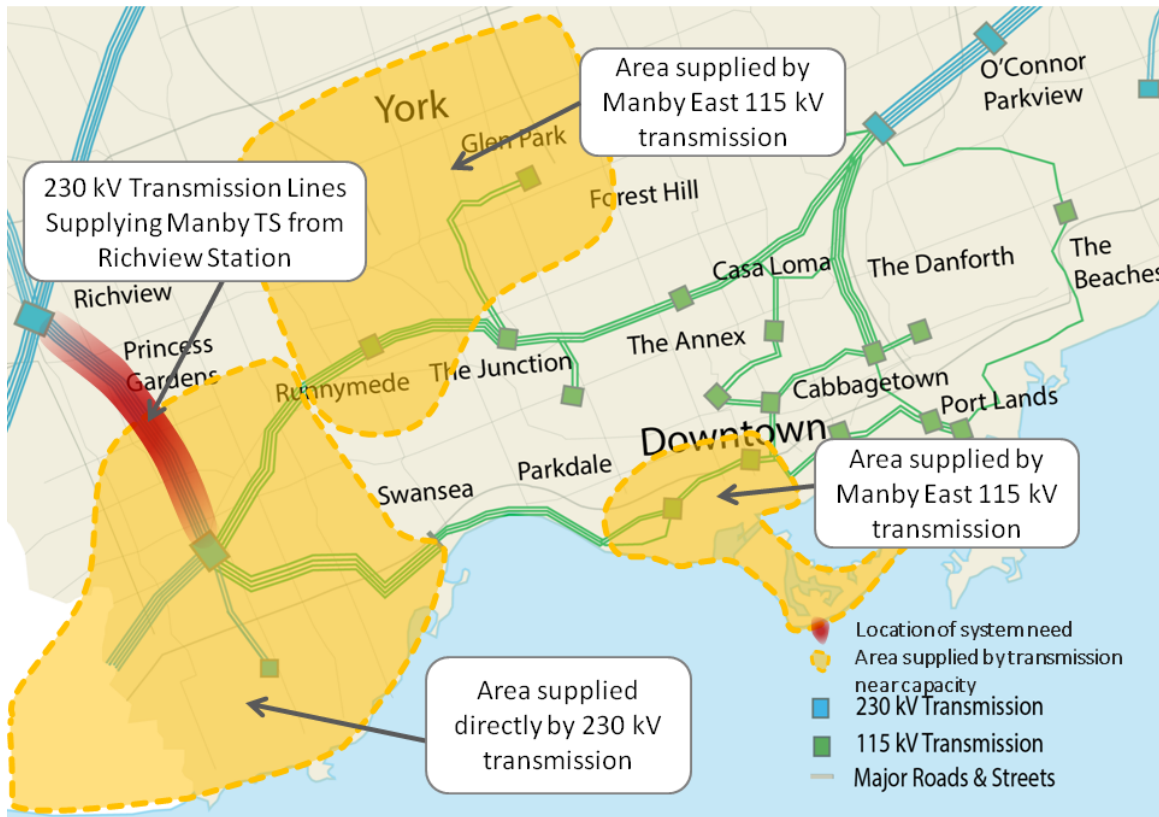 York
Glen Park
Area supplied by
Manby East 115 kV
transmission
O'Connor
Parkview
230 kV Transmission Lines
Supplying Manby TS from
Richview Station
Forest Hill
Richview
Princess
Gardens
Runnymede
The Junction
Casa Loma
The Danforth
The
Beaches
The Annex
Cabbagetown
Port Lands
Downtown
Parkdale
Swansea
Area supplied by
Manby East 115 kV
transmission
Area supplied
directly by 230 kV
transmission
Location of system need
Area supplied by transmission
near capacity
230 kV Transmission
115 kV Transmission
Major Roads & Streets